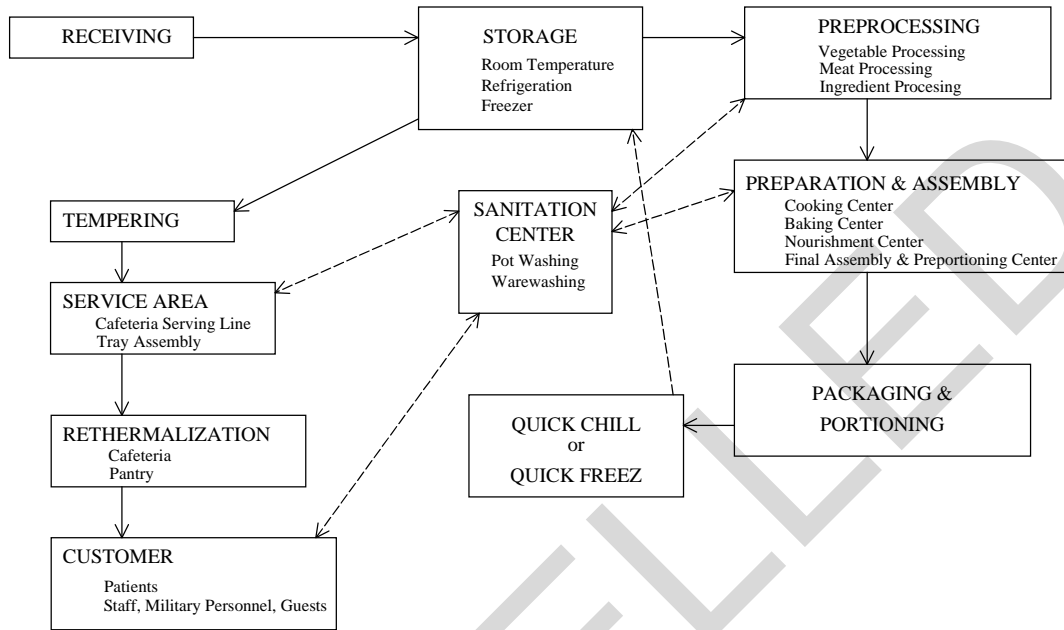 RECEIVING
STORAGE
Room Temperature
Refrigeration
Freezer
PREPROCESSING
Vegetable Processing
Meat Processing
Ingredient Procesing
TEMPERING
SANITATION
CENTER
Pot Washing
Warewashing
PREPARATION & ASSEMBLY
Cooking Center
Baking Center
Nourishment Center
Final Assembly & Preportioning Center
SERVICE AREA
Cafeteria Serving Line
Tray Assembly
RETHERMALIZATION
Cafeteria
Pantry
QUICK CHILL
or
QUICK FREEZ
PACKAGING &
PORTIONING
CUSTOMER
Patients
Staff, Military Personnel, Guests
ELLED